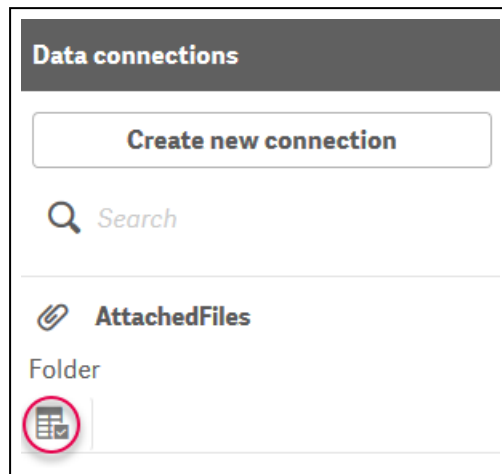 Data connections
Create new connection
Search
AttachedFiles
Folder